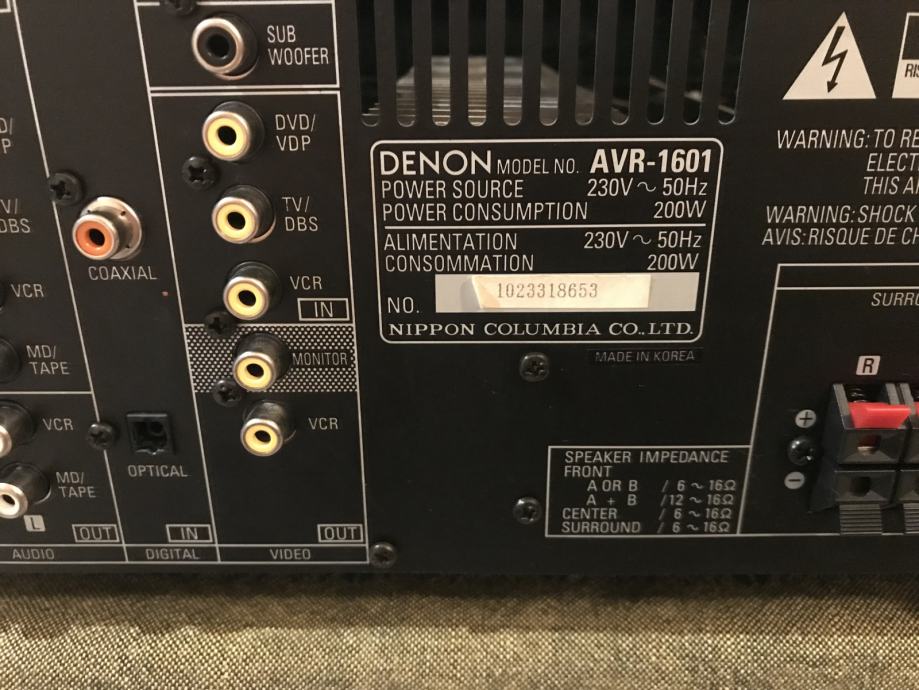 SUB
WOOFER
DVD/
VDP
TV/
DBS
VCR
IN
MONITOR
VCR
OUT
VIDEO
COAXIAL
OPTICAL
IN
DIGITAL
DBS
VCR
MD/
TAPE
VCR
MD/
TAPE
L
OUT
AUDIO
DENON MODEL NO. AVR-1601
POWER SOURCE 230V ~ 50Hz
POWER CONSUMPTION 200W
ALIMENTATION 230V ~ 50Hz
CONSOMMATION 200W
NO. 1023318653
NIPPON COLUMBIA CO.,LTD.
MADE IN KOREA
SPEAKER IMPEDANCE
FRONT
A OR B / 6 ~ 16Ω
A + B /12 ~ 16Ω
CENTER / 6 ~ 16Ω
SURROUND / 6 ~ 16Ω
WARNING: TO RE
ELECT
THIS A
WARNING: SHOCK
AVIS: RISQUE DE CH
SURRO
R
+
−